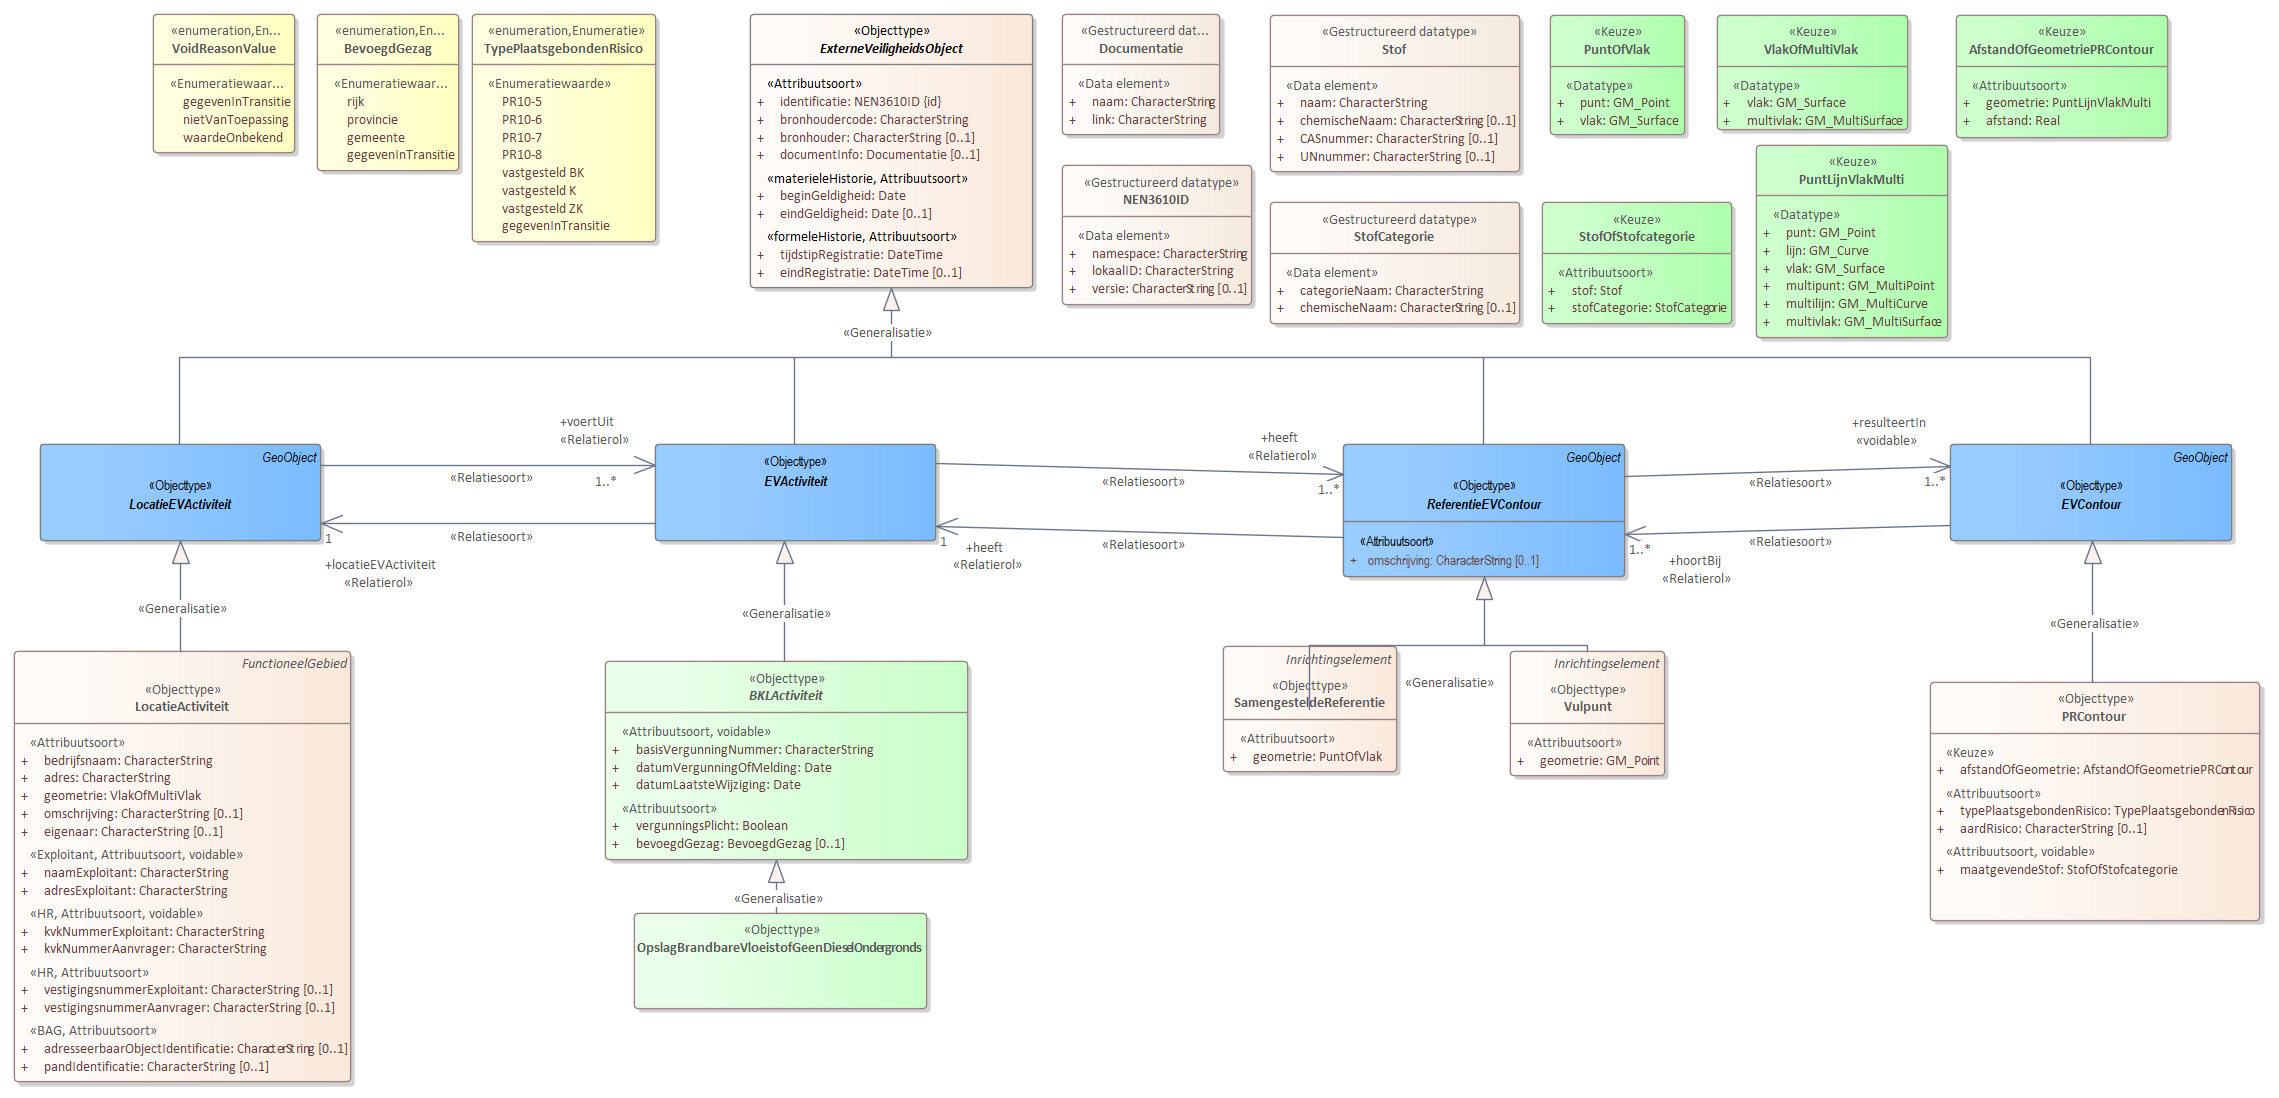 «enumeration,En...
VoidReasonValue
«Enumeratiewaar...
gegevenInTransitie
nietVanToepassing
waardeOnbekend
«enumeration,En...
BevoegdGezag
«Enumeratiewaar...
rijk
provincie
gemeente
gegevenInTransitie
«enumeration,Enumeratie»
TypePlaatsgebondenRisico
«Enumeratiewaarde»
PR10-5
PR10-6
PR10-7
PR10-8
vastgesteld BK
vastgesteld K
vastgesteld ZK
gegevenInTransitie
«Objecttype»
ExterneVeiligheidsObject
«Attribuutsoort»
+ identificatie: NEN3610ID {id}
+ bronhoudercode: CharacterString
+ bronhouder: CharacterString [0..1]
+ documentInfo: Documentatie [0..1]
«materieleHistorie, Attribuutsoort»
+ beginGeldigheid: Date
+ eindGeldigheid: Date [0..1]
«formeleHistorie, Attribuutsoort»
+ tijdstipRegistratie: DateTime
+ eindRegistratie: DateTime [0..1]
«Gestructureerd dat...
Documentatie
«Data element»
+ naam: CharacterString
+ link: CharacterString
«Gestructureerd datatype»
NEN3610ID
«Data element»
+ namespace: CharacterString
+ lokaalID: CharacterString
+ versie: CharacterString [0..1]
«Gestructureerd datatype»
Stof
«Data element»
+ naam: CharacterString
+ chemischeNaam: CharacterString [0..1]
+ CASnummer: CharacterString [0..1]
+ UNnummer: CharacterString [0..1]
«Gestructureerd datatype»
StofCategorie
«Data element»
+ categorieNaam: CharacterString
+ chemischeNaam: CharacterString [0..1]
«Keuze»
PuntOfVlak
«Datatype»
+ punt: GM_Point
+ vlak: GM_Surface
«Keuze»
VlakOfMultiVlak
«Datatype»
+ vlak: GM_Surface
+ multivlak: GM_MultiSurface
«Keuze»
AfstandOfGeometriePRContour
«Attribuutsoort»
+ geometrie: PuntLijnVlakMulti
+ afstand: Real
«Keuze»
StofOfStofcategorie
«Attribuutsoort»
+ stof: Stof
+ stofCategorie: StofCategorie
«Keuze»
PuntLijnVlakMulti
«Datatype»
+ punt: GM_Point
+ lijn: GM_Curve
+ vlak: GM_Surface
+ multipunt: GM_MultiPoint
+ multilijn: GM_MultiCurve
+ multivlak: GM_MultiSurface
«Generalisatie»
GeoObject
«Objecttype»
LocatieEVActiviteit
+voertUit
«Relatierol»
«Relatiesoort»
1..*
«Relatiesoort»
1
+locatieEVActiviteit
«Relatierol»
«Objecttype»
EVActiviteit
+heeft
«Relatierol»
«Relatiesoort»
1..*
«Relatiesoort»
1
+heeft
«Relatierol»
GeoObject
«Objecttype»
ReferentieEVContour
«Attribuutsoort»
+ omschrijving: CharacterString [0..1]
+resulteertIn
«voidable»
«Relatiesoort»
1..*
«Relatiesoort»
1..*
+hoortBij
«Relatierol»
GeoObject
«Objecttype»
EVContour
«Generalisatie»
«Generalisatie»
«Generalisatie»
«Generalisatie»
FunctioneelGebied
«Objecttype»
LocatieActiviteit
«Attribuutsoort»
+ bedrijfsnaam: CharacterString
+ adres: CharacterString
+ geometrie: VlakOfMultiVlak
+ omschrijving: CharacterString [0..1]
+ eigenaar: CharacterString [0..1]
«Exploitant, Attribuutsoort, voidable»
+ naamExploitant: CharacterString
+ adresExploitant: CharacterString
«HR, Attribuutsoort, voidable»
+ kvkNummerExploitant: CharacterString
+ kvkNummerAanvrager: CharacterString
«HR, Attribuutsoort»
+ vestigingsnummerExploitant: CharacterString [0..1]
+ vestigingsnummerAanvrager: CharacterString [0..1]
«BAG, Attribuutsoort»
+ adresseerbaarObjectIdentificatie: CharacterString [0..1]
+ pandIdentificatie: CharacterString [0..1]
«Objecttype»
BKLActiviteit
«Attribuutsoort, voidable»
+ basisVergunningNummer: CharacterString
+ datumVergunningOfMelding: Date
+ datumLaatsteWijziging: Date
«Attribuutsoort»
+ vergunningsPlicht: Boolean
+ bevoegdGezag: BevoegdGezag [0..1]
«Generalisatie»
«Objecttype»
OpslagBrandbareVloeistofGeenDieselOndergronds
Inrichtingselement
«Objecttype»
SamengesteldeReferentie
«Attribuutsoort»
+ geometrie: PuntOfVlak
Inrichtingselement
«Objecttype»
Vulpunt
«Attribuutsoort»
+ geometrie: GM_Point
«Objecttype»
PRContour
«Keuze»
+ afstandOfGeometrie: AfstandOfGeometriePRContour
«Attribuutsoort»
+ typePlaatsgebondenRisico: TypePlaatsgebondenRisico
+ aardRisico: CharacterString [0..1]
«Attribuutsoort, voidable»
+ maatgevendeStof: StofOfStofcategorie